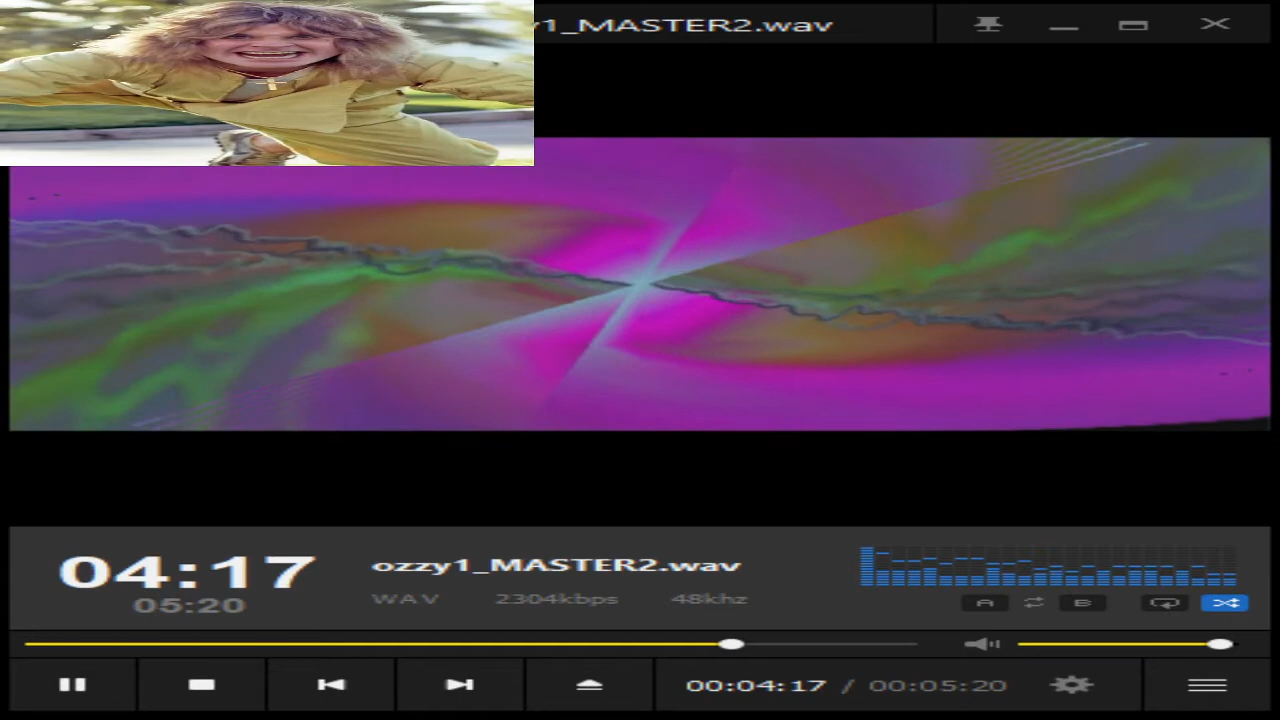 1_MASTER2.wav
04:17
05:20
ozzy1_MASTER2.wav
WAV 2304kbps 48khz
A B
00:04:17 / 00:05:20